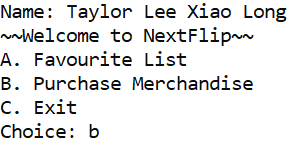 Name: Taylor Lee Xiao Long
~~Welcome to NextFlip~~
A. Favourite List
B. Purchase Merchandise
C. Exit
Choice: b